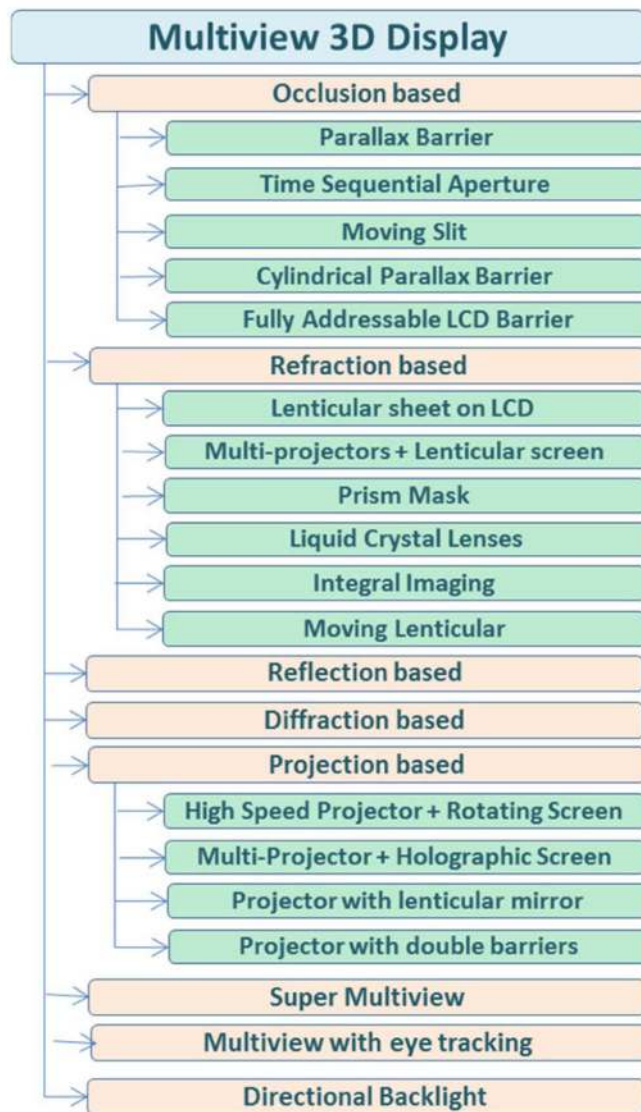 Multiview 3D Display
Occlusion based
Parallax Barrier
Time Sequential Aperture
Moving Slit
Cylindrical Parallax Barrier
Fully Addressable LCD Barrier
Refraction based
Lenticular sheet on LCD
Multi-projectors + Lenticular screen
Prism Mask
Liquid Crystal Lenses
Integral Imaging
Moving Lenticular
Reflection based
Diffraction based
Projection based
High Speed Projector + Rotating Screen
Multi-Projector + Holographic Screen
Projector with lenticular mirror
Projector with double barriers
Super Multiview
Multiview with eye tracking
Directional Backlight